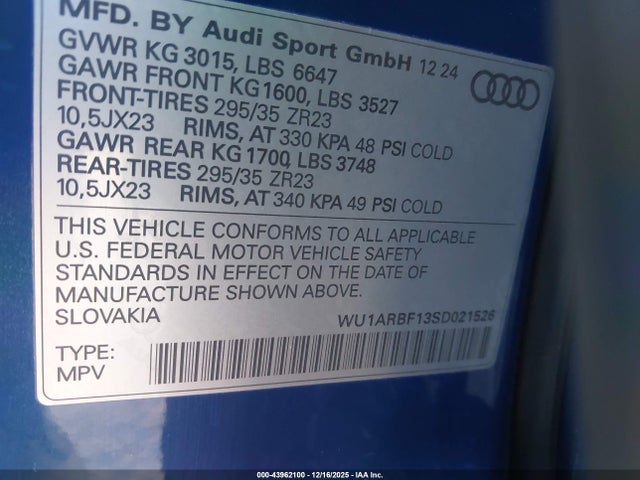 MFD. BY Audi Sport GmbH 12 24
GVWR KG 3015, LBS 6647
GAWR FRONT KG 1600, LBS 3527
FRONT-TIRES 295/35 ZR23
10,5JX23 RIMS, AT 330 KPA 48 PSI COLD
GAWR REAR KG 1700, LBS 3748
REAR-TIRES 295/35 ZR23
10,5JX23 RIMS, AT 340 KPA 49 PSI COLD
THIS VEHICLE CONFORMS TO ALL APPLICABLE
U.S. FEDERAL MOTOR VEHICLE SAFETY
STANDARDS IN EFFECT ON THE DATE OF
MANUFACTURE SHOWN ABOVE.
SLOVAKIA WU1ARBF13SD021526
TYPE:
MPV
000-43962100 - 12/16/2025 - IAA Inc.